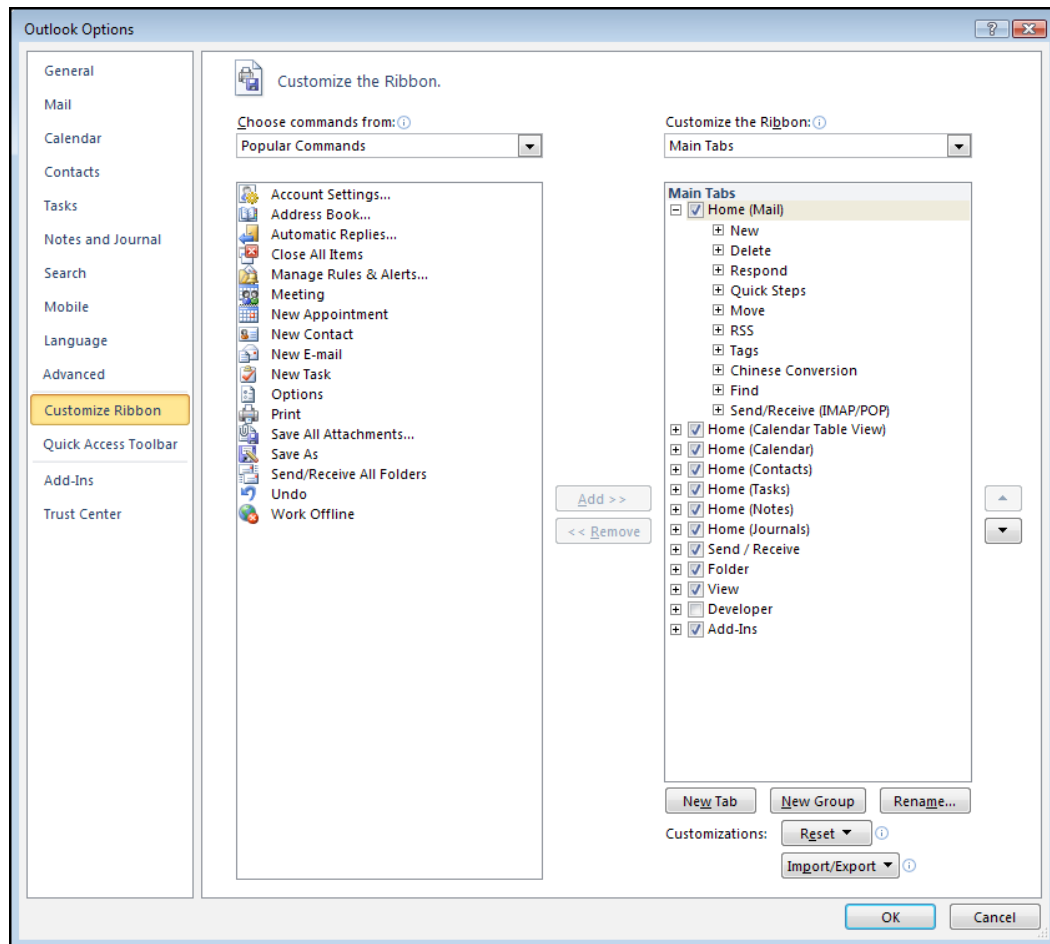 Outlook Options
General
Mail
Calendar
Contacts
Tasks
Notes and Journal
Search
Mobile
Language
Advanced
Customize Ribbon
Quick Access Toolbar
Add-Ins
Trust Center
Customize the Ribbon.
Choose commands from:
Popular Commands
Account Settings...
Address Book...
Automatic Replies...
Close All Items
Manage Rules & Alerts...
Meeting
New Appointment
New Contact
New E-mail
New Task
Options
Print
Save All Attachments...
Save As
Send/Receive All Folders
Undo
Work Offline
Add >>
<< Remove
Customize the Ribbon:
Main Tabs
Main Tabs
Home (Mail)
New
Delete
Respond
Quick Steps
Move
RSS
Tags
Chinese Conversion
Find
Send/Receive (IMAP/POP)
Home (Calendar Table View)
Home (Calendar)
Home (Contacts)
Home (Tasks)
Home (Notes)
Home (Journals)
Send / Receive
Folder
View
Developer
Add-Ins
New Tab
New Group
Rename...
Customizations:
Reset
Import/Export
OK
Cancel